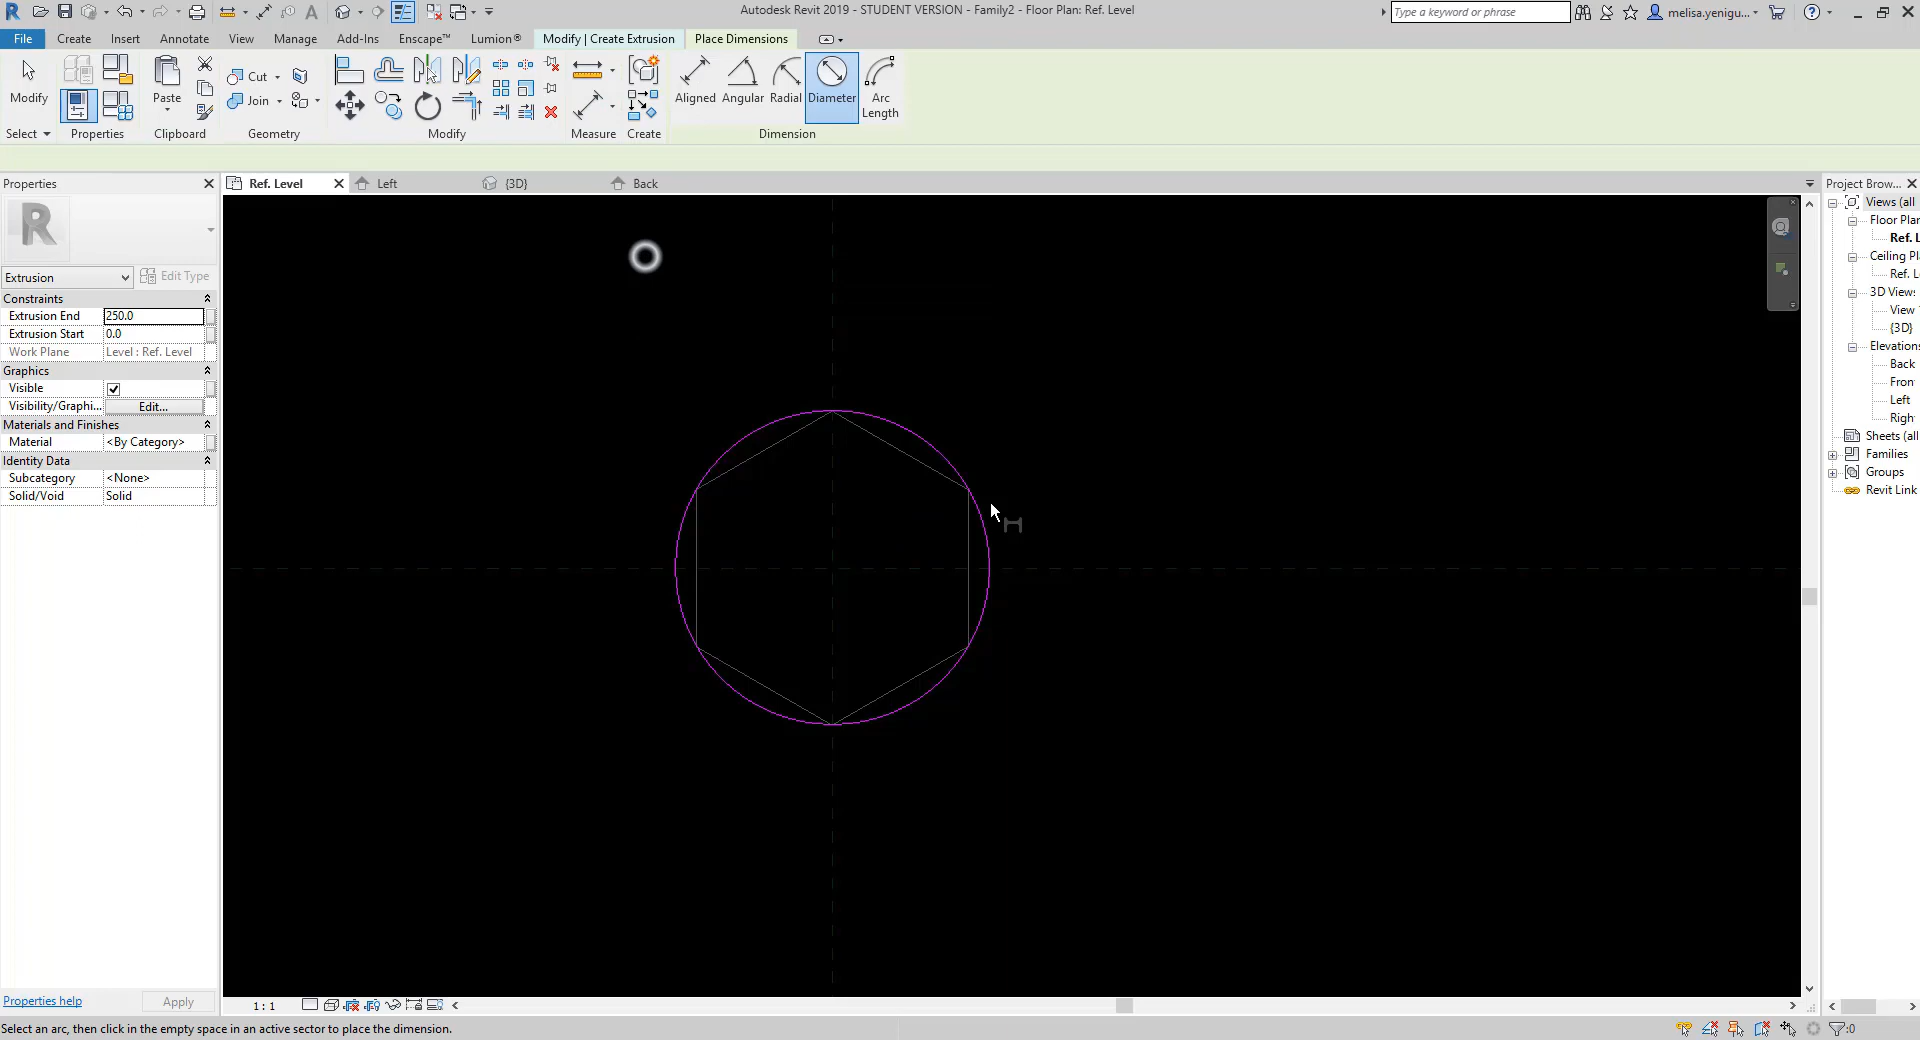 Autodesk Revit 2019 - STUDENT VERSION - Family2 - Floor Plan: Ref. Level
Type a keyword or phrase
melisa.yenigu...
File Create Insert Annotate View Manage Add-Ins Enscape™ Lumion® Modify | Create Extrusion Place Dimensions
Modify
Paste
Cut
Join
Aligned Angular Radial Diameter Arc Length
Select Properties Clipboard Geometry Modify Measure Create Dimension
Properties
Ref. Level
Left
{3D}
Back
Project Brow...
R
Extrusion
Edit Type
Constraints
Extrusion End 250.0
Extrusion Start 0.0
Work Plane Level : Ref. Level
Graphics
Visible
Visibility/Graphi... Edit...
Materials and Finishes
Material <By Category>
Identity Data
Subcategory <None>
Solid/Void Solid
Views (all
Floor Plan
Ref. L
Ceiling Pl
Ref. L
3D Views
View
{3D}
Elevations
Back
Fron
Left
Righ
Sheets (all
Families
Groups
Revit Link
Properties help
Apply
1 : 1
Select an arc, then click in the empty space in an active sector to place the dimension.
:0